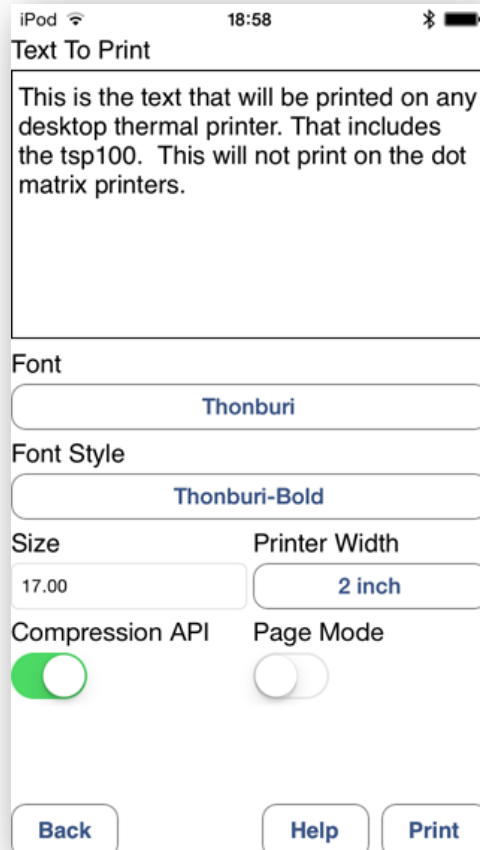 iPod 18:58
Text To Print
This is the text that will be printed on any
desktop thermal printer. That includes
the tsp100.  This will not print on the dot
matrix printers.
Font
Thonburi
Font Style
Thonburi-Bold
Size Printer Width
17.00 2 inch
Compression API Page Mode
Back Help Print